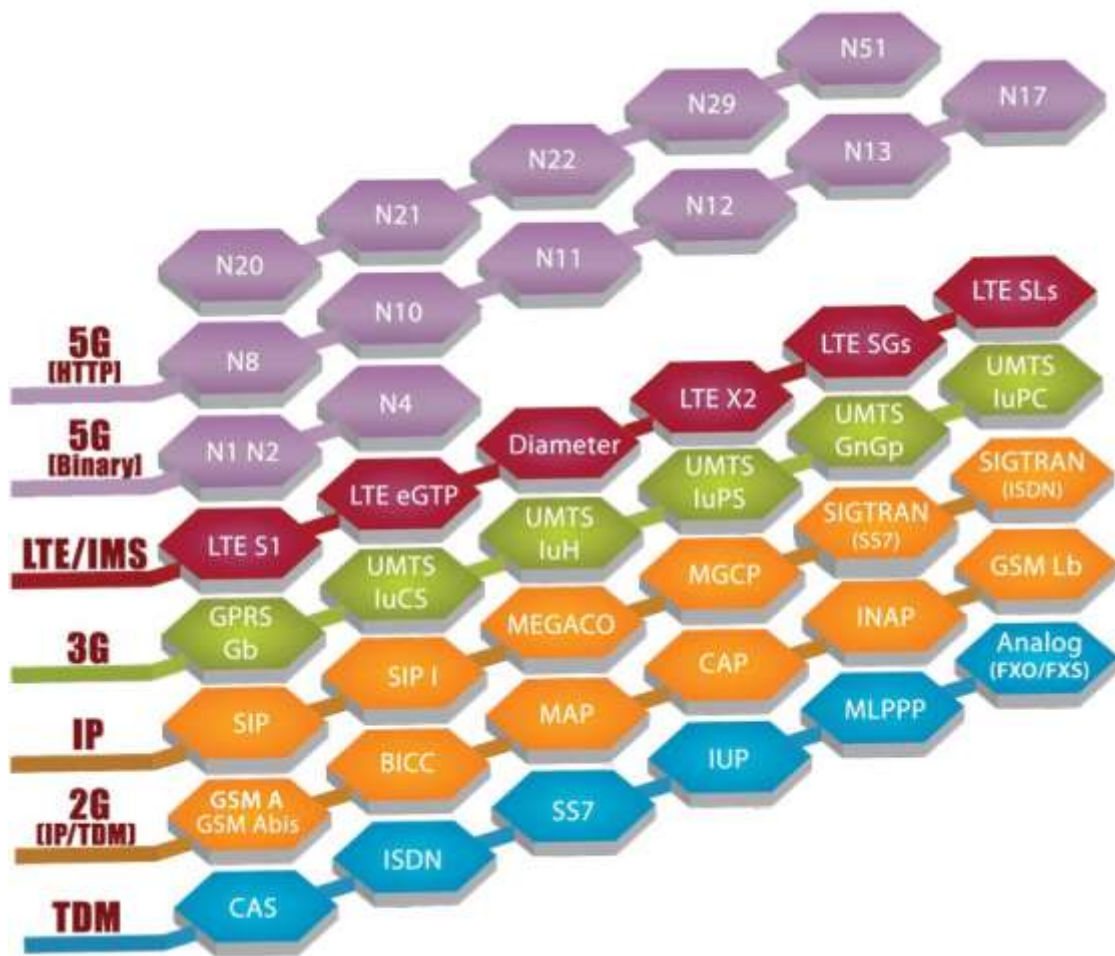 N20
N21
N22
N29
N51
5G
(HTTP)
N8
N10
N11
N12
N13
N17
5G
(Binary)
N1 N2
N4
LTE/IMS
LTE S1
LTE eGTP
Diameter
LTE X2
LTE SGs
LTE SLs
3G
GPRS
Gb
UMTS
IuCS
UMTS
IuH
UMTS
IuPS
UMTS
GnGp
UMTS
IuPC
IP
SIP
SIP I
MEGACO
MGCP
SIGTRAN
(SS7)
SIGTRAN
(ISDN)
2G
(IP/TDM)
GSM A
GSM Abis
BICC
MAP
CAP
INAP
GSM Lb
TDM
CAS
ISDN
SS7
IUP
MLPPP
Analog
(FXO/FXS)